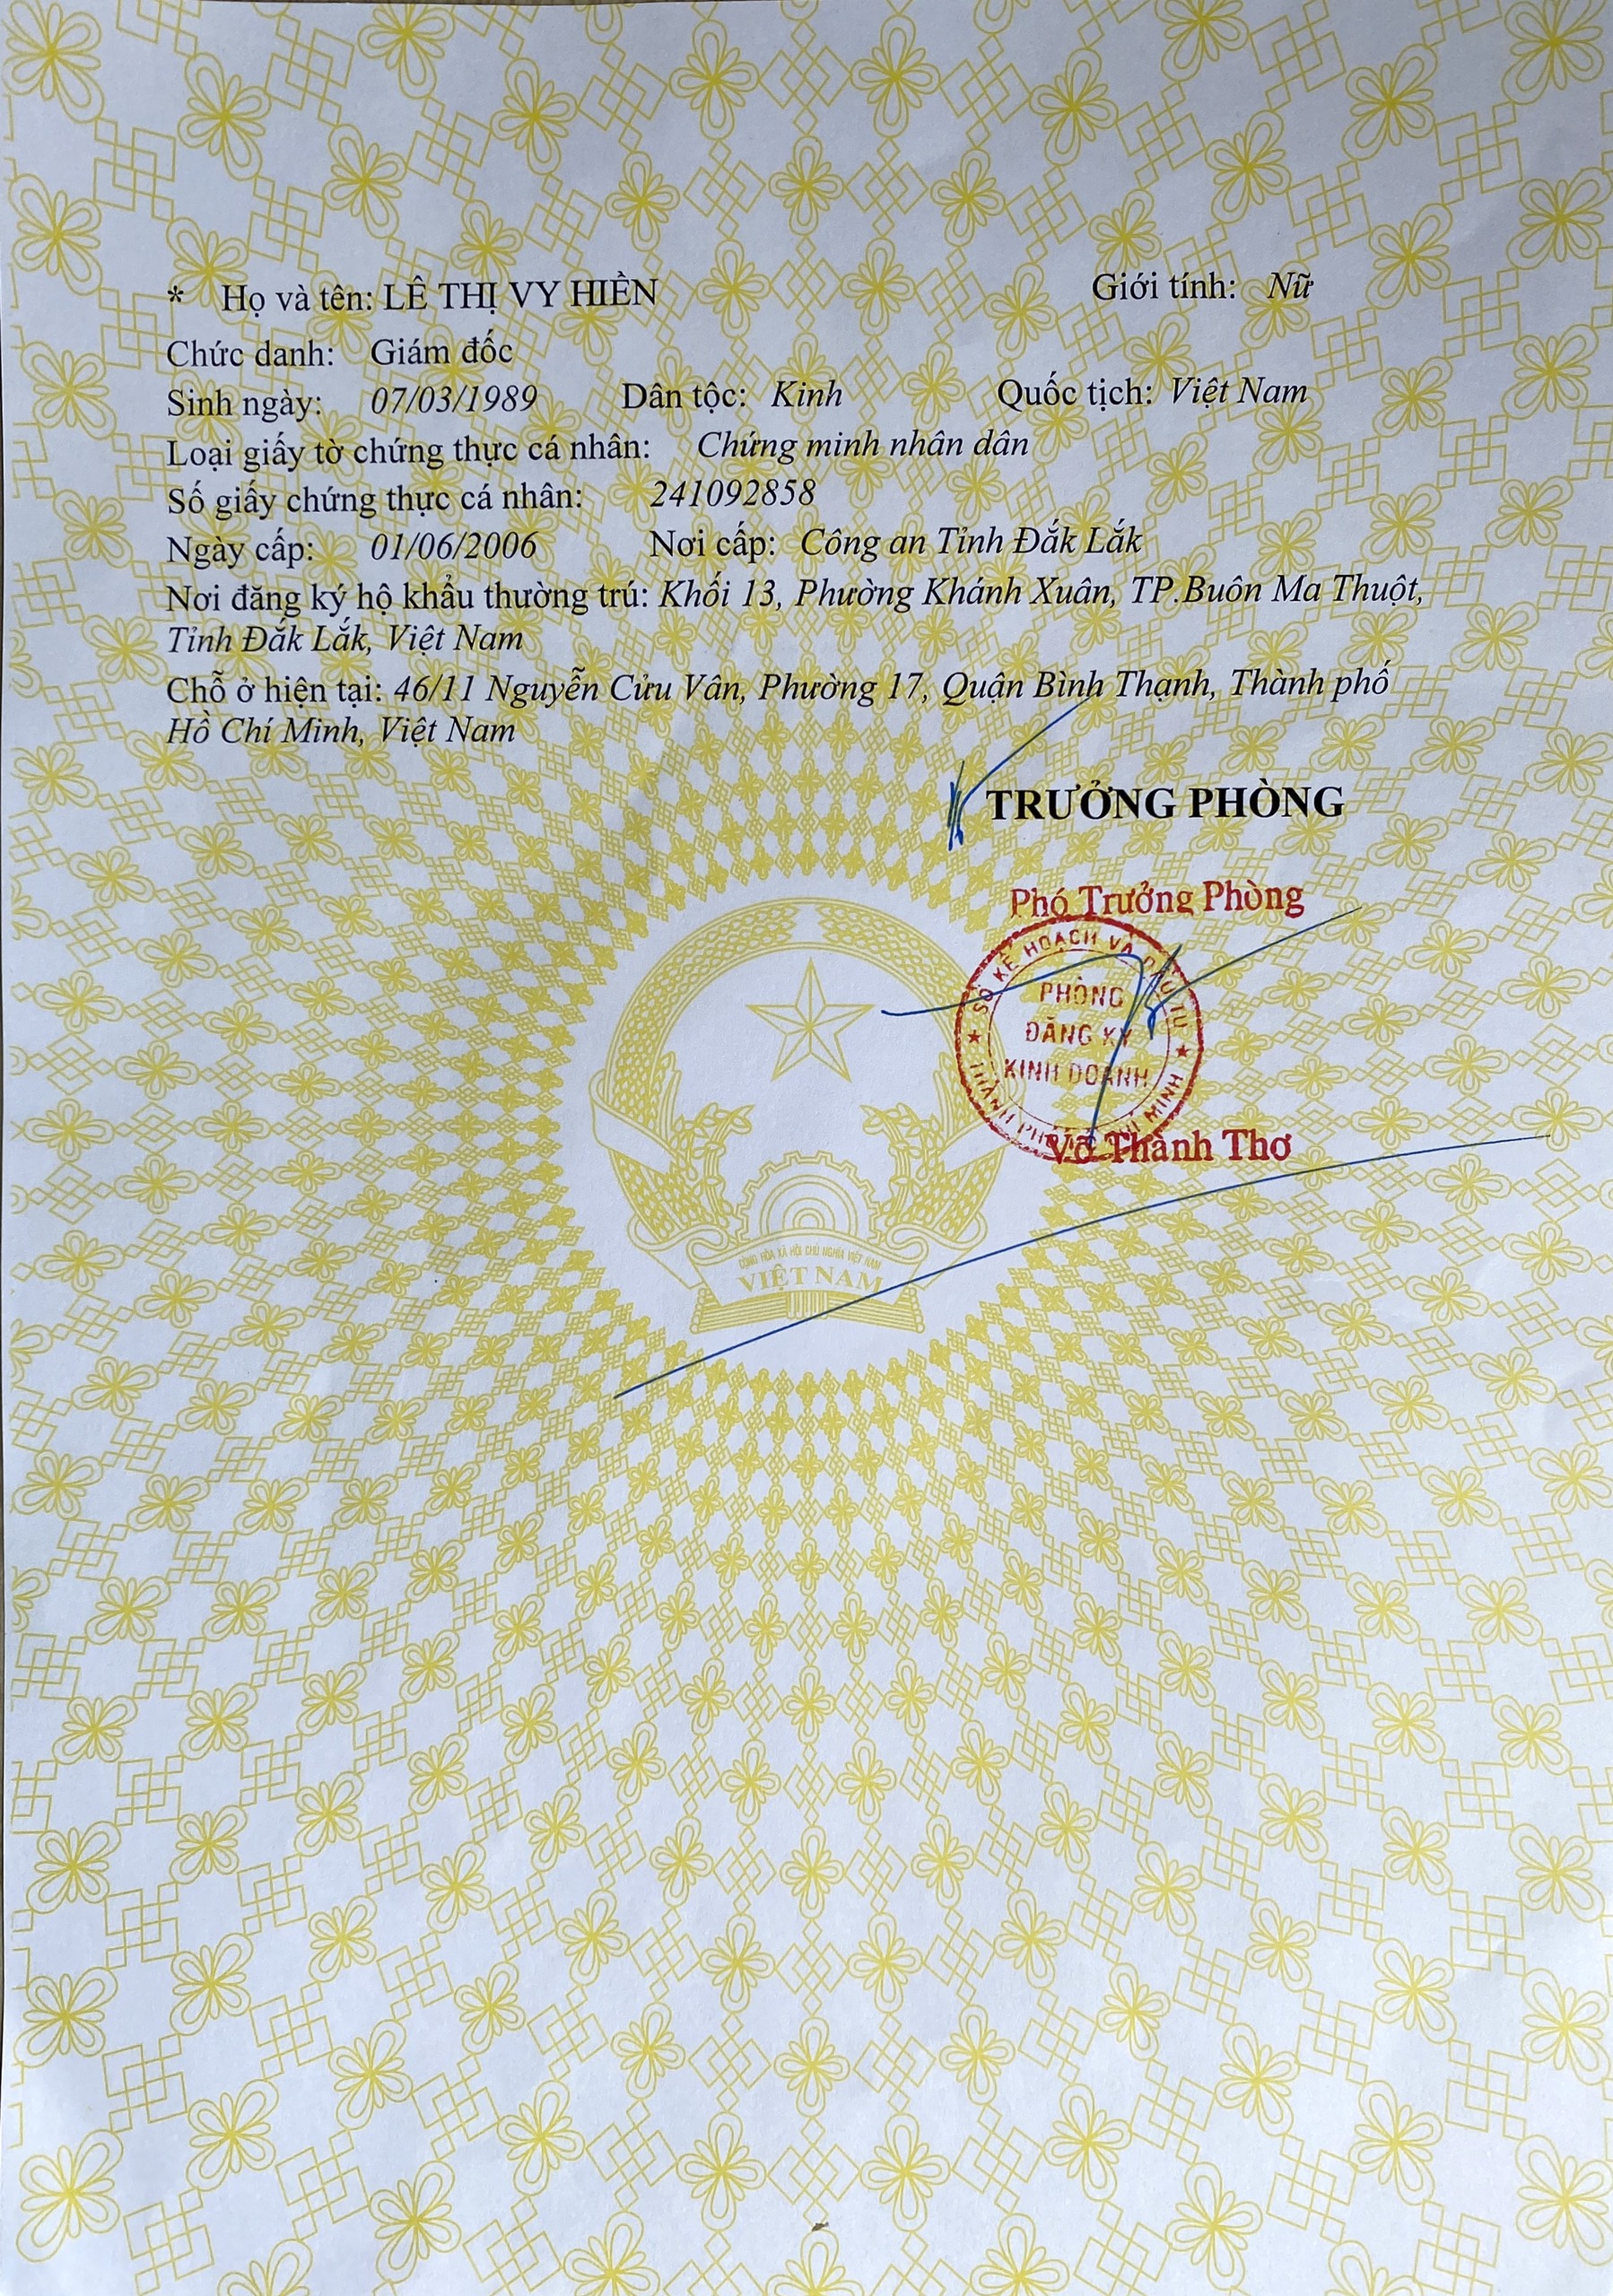 * Họ và tên: LÊ THỊ VY HIỀN Giới tính: Nữ
Chức danh: Giám đốc
Sinh ngày: 07/03/1989 Dân tộc: Kinh Quốc tịch: Việt Nam
Loại giấy tờ chứng thực cá nhân: Chứng minh nhân dân
Số giấy chứng thực cá nhân: 241092858
Ngày cấp: 01/06/2006 Nơi cấp: Công an Tỉnh Đắk Lắk
Nơi đăng ký hộ khẩu thường trú: Khối 13, Phường Khánh Xuân, TP.Buôn Ma Thuột,
Tỉnh Đắk Lắk, Việt Nam
Chỗ ở hiện tại: 46/11 Nguyễn Cửu Vân, Phường 17, Quận Bình Thạnh, Thành phố
Hồ Chí Minh, Việt Nam
TRƯỞNG PHÒNG
Phó Trưởng Phòng
SỞ KẾ HOẠCH VÀ ĐẦU TƯ
PHÒNG
ĐĂNG KÝ
KINH DOANH
THÀNH PHỐ MINH
Võ Thành Thơ
CỘNG HÒA XÃ HỘI CHỦ NGHĨA VIỆT NAM
VIỆT NAM